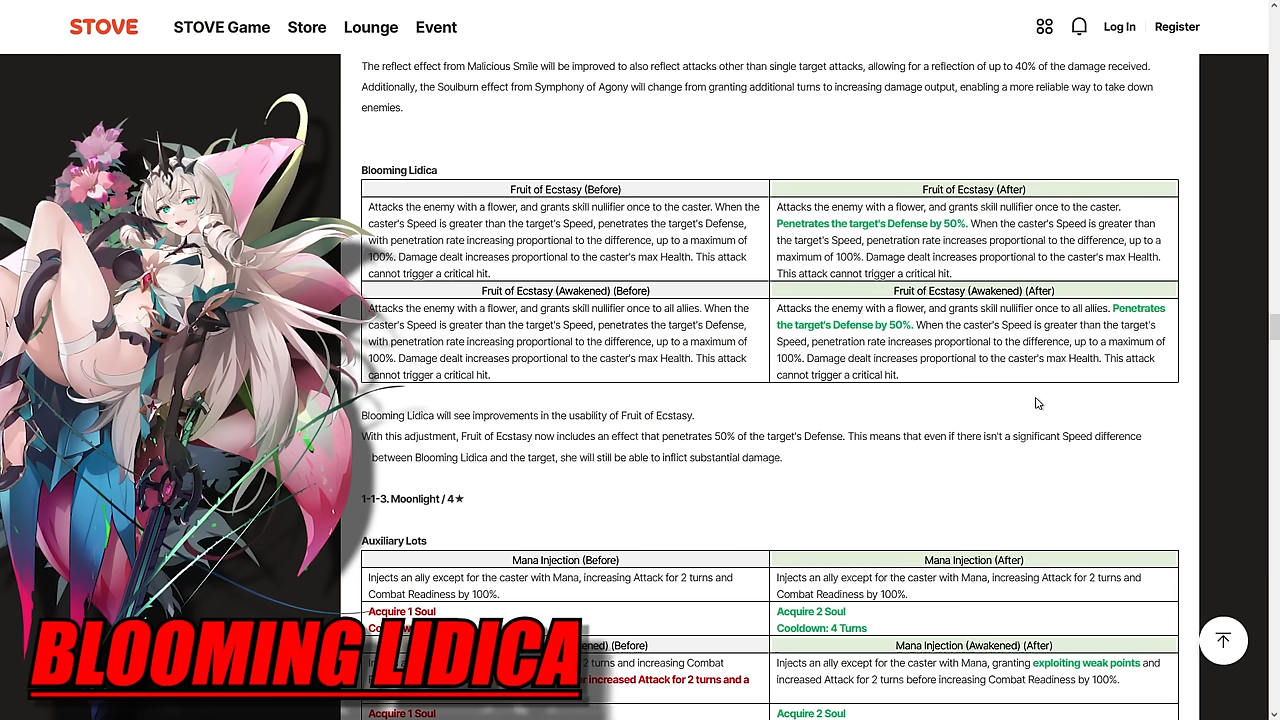 STOVE
STOVE Game
Store
Lounge
Event
Log In
Register
The reflect effect from Malicious Smile will be improved to also reflect attacks other than single target attacks, allowing for a reflection of up to 40% of the damage received.
Additionally, the Soulburn effect from Symphony of Agony will change from granting additional turns to increasing damage output, enabling a more reliable way to take down
enemies.
Blooming Lidica
Fruit of Ecstasy (Before)
Attacks the enemy with a flower, and grants skill nullifier once to the caster. When the
caster's Speed is greater than the target's Speed, penetrates the target's Defense,
with penetration rate increasing proportional to the difference, up to a maximum of
100%. Damage dealt increases proportional to the caster's max Health. This attack
cannot trigger a critical hit.
Fruit of Ecstasy (After)
Attacks the enemy with a flower, and grants skill nullifier once to the caster.
Penetrates the target's Defense by 50%. When the caster's Speed is greater than
the target's Speed, penetration rate increases proportional to the difference, up to a
maximum of 100%. Damage dealt increases proportional to the caster's max Health.
This attack cannot trigger a critical hit.
Fruit of Ecstasy (Awakened) (Before)
Attacks the enemy with a flower, and grants skill nullifier once to all allies. When the
caster's Speed is greater than the target's Speed, penetrates the target's Defense,
with penetration rate increasing proportional to the difference, up to a maximum of
100%. Damage dealt increases proportional to the caster's max Health. This attack
cannot trigger a critical hit.
Fruit of Ecstasy (Awakened) (After)
Attacks the enemy with a flower, and grants skill nullifier once to all allies. Penetrates
the target's Defense by 50%. When the caster's Speed is greater than the target's
Speed, penetration rate increases proportional to the difference, up to a maximum of
100%. Damage dealt increases proportional to the caster's max Health. This attack
cannot trigger a critical hit.
Blooming Lidica will see improvements in the usability of Fruit of Ecstasy.
With this adjustment, Fruit of Ecstasy now includes an effect that penetrates 50% of the target's Defense. This means that even if there isn't a significant Speed difference
between Blooming Lidica and the target, she will still be able to inflict substantial damage.
1-1-3. Moonlight / 4★
Auxiliary Lots
Mana Injection (Before)
Injects an ally except for the caster with Mana, increasing Attack for 2 turns and
Combat Readiness by 100%.
Acquire 1 Soul
Mana Injection (After)
Injects an ally except for the caster with Mana, increasing Attack for 2 turns and
Combat Readiness by 100%.
Acquire 2 Soul
Cooldown: 4 Turns
(Before)
2 turns and increasing Combat
increased Attack for 2 turns and a
Acquire 1 Soul
Mana Injection (Awakened) (After)
Injects an ally except for the caster with Mana, granting exploiting weak points and
increased Attack for 2 turns before increasing Combat Readiness by 100%.
Acquire 2 Soul
BLOOMING LIDICA